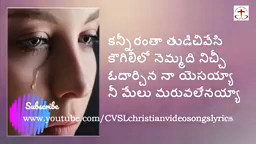 కన్నీరంతా తుడిచివేసి
కౌగిలిలో నెమ్మది నిచ్చీ
ఓదార్చిన నా యెసయ్యా
నీ మేలు మరువలేనయ్యా
Subscribe
www.youtube.com/CVSLchristianvideosongslyrics